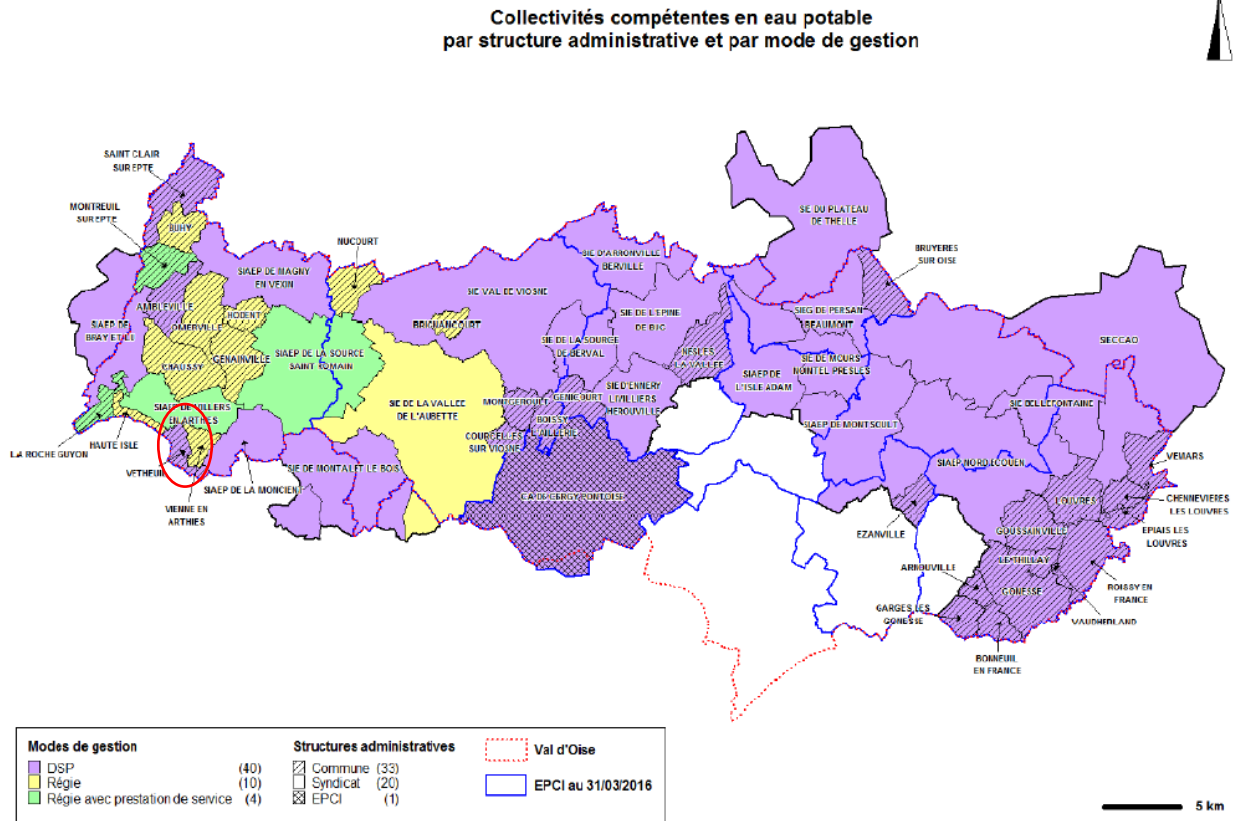 Collectivités compétentes en eau potable
par structure administrative et par mode de gestion
SAINT CLAIR
SUR EPTE
MONTREUIL
SUR EPTE
BUHY
NUCOURT
SIAEP DE MAGNY
EN VEXIN
AMBLEVILLE
OMERVILLE
HODENT
SIAEP DE
BRAY ET LU
CHAUSSY
GENAINVILLE
SIAEP DE LA SOURCE
SAINT ROMAIN
SIAEP DE VILLIERS
EN ARTHIES
LA ROCHE GUYON
HAUTE ISLE
VETHEUIL
VIENNE EN
ARTHIES
SIAEP DE LA MONCIENT
SIE DE MONTALET LE BOIS
SIE VAL DE VIOSNE
BRIGNANCOURT
SIE DE LA VALLEE
DE L'AUBETTE
SIE D'ARRONVILLE
BERVILLE
SIE DE L'EPINE
DE BUC
SIE DE LA SOURCE
DE BERVAL
NESLES
LA VALLEE
SIE D'ENNERY
LIVILLIERS
HEROUVILLE
MONTGEROULT
GENICOURT
BOISSY
L'AILLERIE
COURCELLES
SUR VIOSNE
CA DE CERGY PONTOISE
SIE DU PLATEAU
DE THELLE
BRUYERES
SUR OISE
SIEG DE PERSAN
BEAUMONT
SIE DE MOURS
NOINTEL PRESLES
SIAEP DE
L'ISLE ADAM
SIAEP DE MONTSOULT
SIECCAO
SIE BELLEFONTAINE
SIAEP NORD ECOUEN
VEMARS
LOUVRES
CHENNEVIERES
LES LOUVRES
EPIAIS LES
LOUVRES
EZANVILLE
GOUSSAINVILLE
LE THILLAY
ARNOUVILLE
GONESSE
ROISSY EN
FRANCE
GARGES LES
GONESSE
VAUDHERLAND
BONNEUIL
EN FRANCE
Modes de gestion
DSP (40)
Régie (10)
Régie avec prestation de service (4)
Structures administratives
Commune (33)
Syndicat (20)
EPCI (1)
Val d'Oise
EPCI au 31/03/2016
5 km